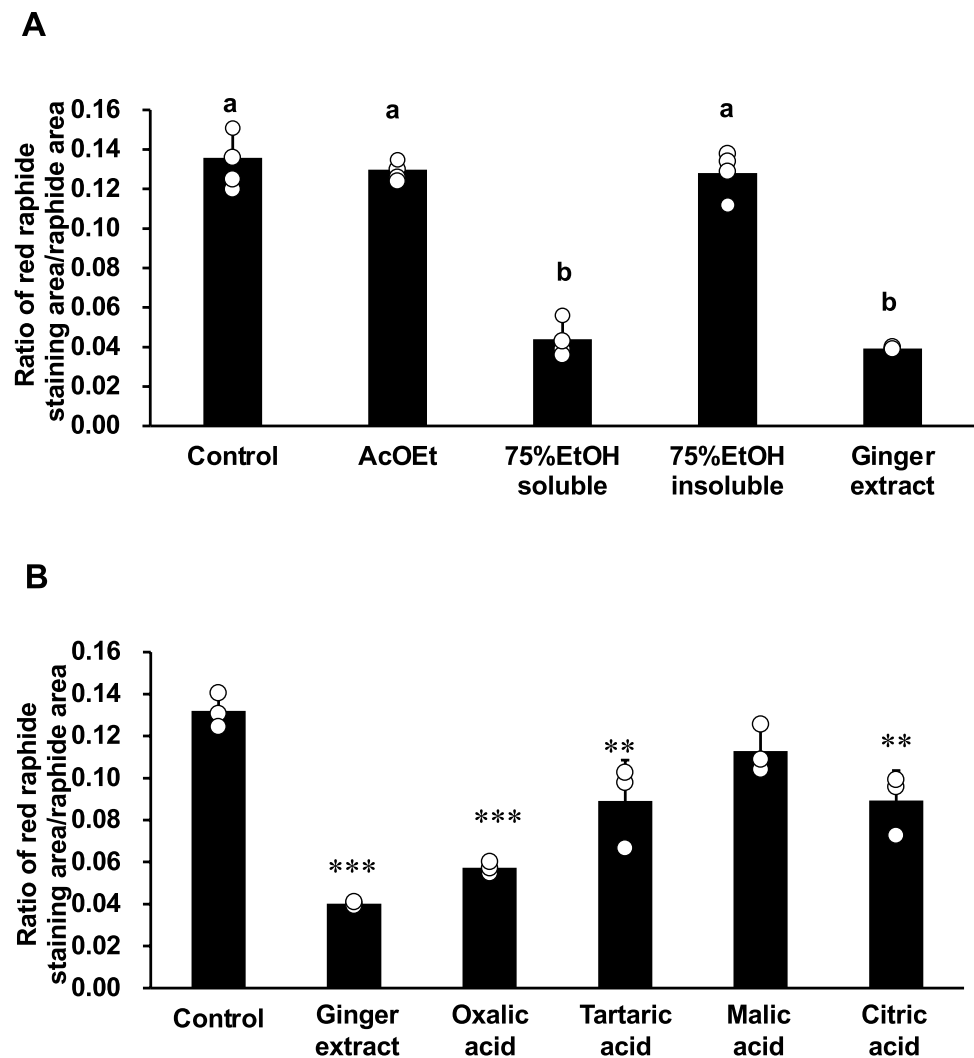 A
Ratio of red raphide
staining area/raphide area
0.16
0.14
0.12
0.10
0.08
0.06
0.04
0.02
0.00
a
a
b
a
b
Control
AcOEt
75%EtOH
soluble
75%EtOH
insoluble
Ginger
extract
B
Ratio of red raphide
staining area/raphide area
0.16
0.14
0.12
0.10
0.08
0.06
0.04
0.02
0.00
***
***
**
**
Control
Ginger
extract
Oxalic
acid
Tartaric
acid
Malic
acid
Citric
acid